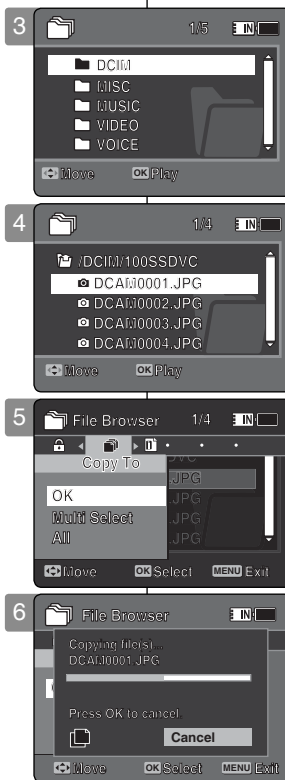 3
1/5 IN
DCIM
MISC
MUSIC
VIDEO
VOICE
Move OK Play
4
1/4 IN
/DCIM/100SSDVC
DCAM0001.JPG
DCAM0002.JPG
DCAM0003.JPG
DCAM0004.JPG
Move OK Play
5
File Browser 1/4 IN
Copy To
DVC
OK
.JPG
Multi Select
.JPG
.JPG
All
.JPG
Move OK Select MENU Exit
6
File Browser IN
Copying file(s)...
DCAM0001.JPG
Press OK to cancel.
Cancel
Move OK Select MENU Exit